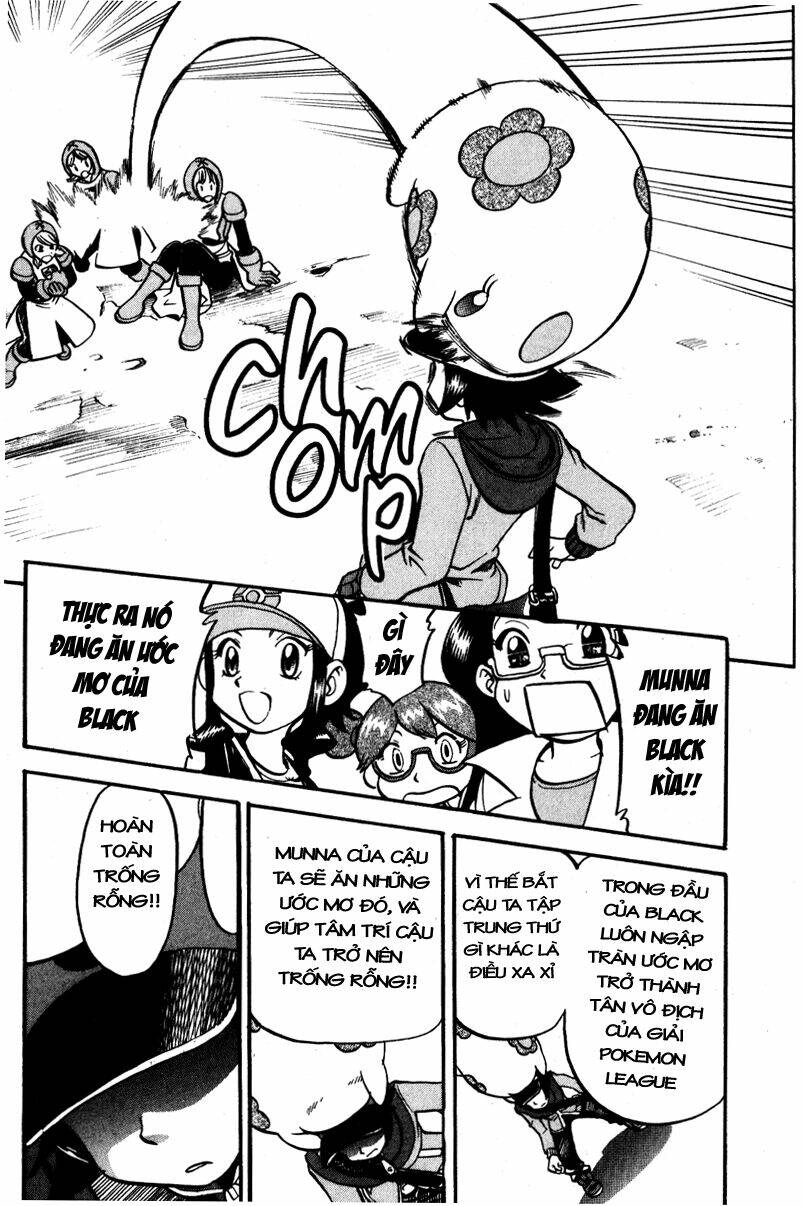 Chomp
MUNNA
ĐANG ĂN
BLACK
KÌA!!
GÌ
ĐÂY
THỰC RA NÓ
ĐANG ĂN ƯỚC
MƠ CỦA
BLACK
TRONG ĐẦU
CỦA BLACK
LUÔN NGẬP
TRÀN ƯỚC MƠ
TRỞ THÀNH
TÂN VÔ ĐỊCH
CỦA GIẢI
POKEMON
LEAGUE
VÌ THẾ BẮT
CẬU TA TẬP
TRUNG THỨ
GÌ KHÁC LÀ
ĐIỀU XA XỈ
MUNNA CỦA CẬU
TA SẼ ĂN NHỮNG
ƯỚC MƠ ĐÓ, VÀ
GIÚP TÂM TRÍ CẬU
TA TRỞ NÊN
TRỐNG RỖNG!!
HOÀN
TOÀN
TRỐNG
RỖNG!!